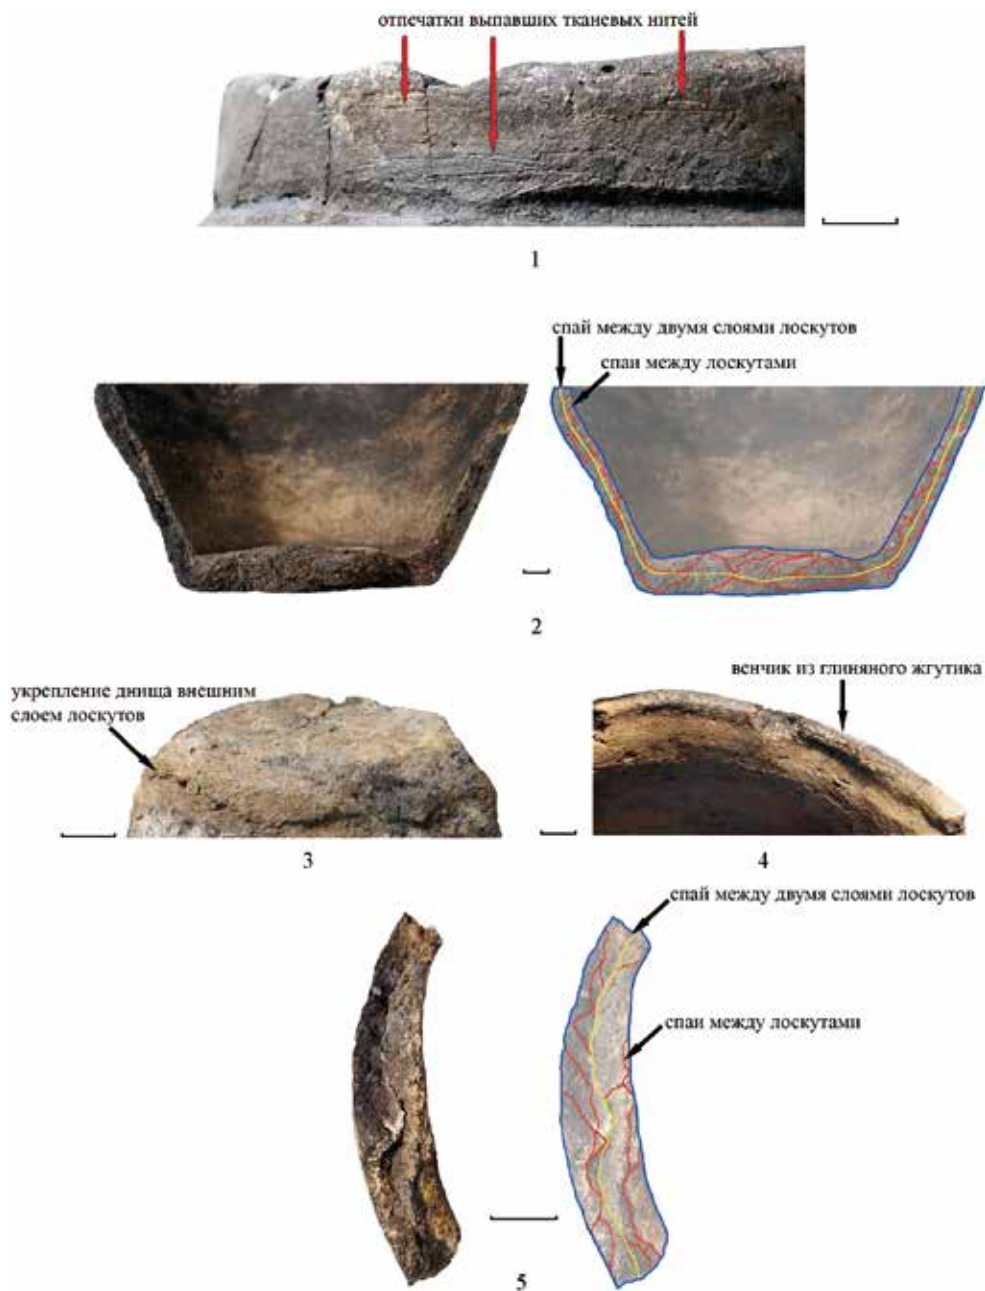 отпечатки выпавших тканевых нитей
1
спай между двумя слоями лоскутов
спаи между лоскутами
2
укрепление днища внешним
слоем лоскутов
3
венчик из глиняного жгутика
4
спай между двумя слоями лоскутов
спаи между лоскутами
5